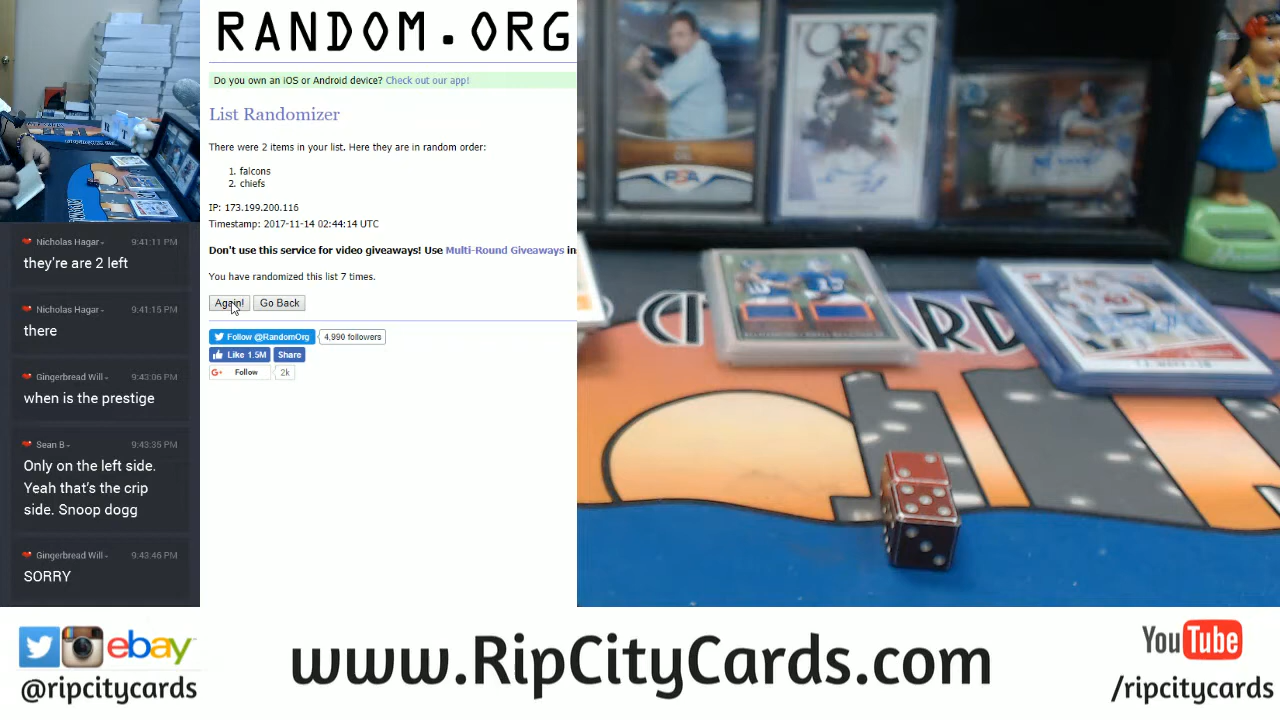 RANDOM.ORG
Do you own an iOS or Android device? Check out our app!
List Randomizer
There were 2 items in your list. Here they are in random order:
1. falcons
2. chiefs
IP: 173.199.200.116
Timestamp: 2017-11-14 02:44:14 UTC
Don't use this service for video giveaways! Use Multi-Round Giveaways in
You have randomized this list 7 times.
Again! Go Back
Follow @RandomOrg 4,990 followers
Like 1.5M Share
G+ Follow 2k
Nicholas Hagar 9:41:11 PM
they're are 2 left
Nicholas Hagar 9:41:15 PM
there
Gingerbread Will 9:43:06 PM
when is the prestige
Sean B 9:43:35 PM
Only on the left side.
Yeah that's the crip
side. Snoop dogg
Gingerbread Will 9:43:46 PM
SORRY
PSA
ebay
@ripcitycards
www.RipCityCards.com
YouTube
/ripcitycards